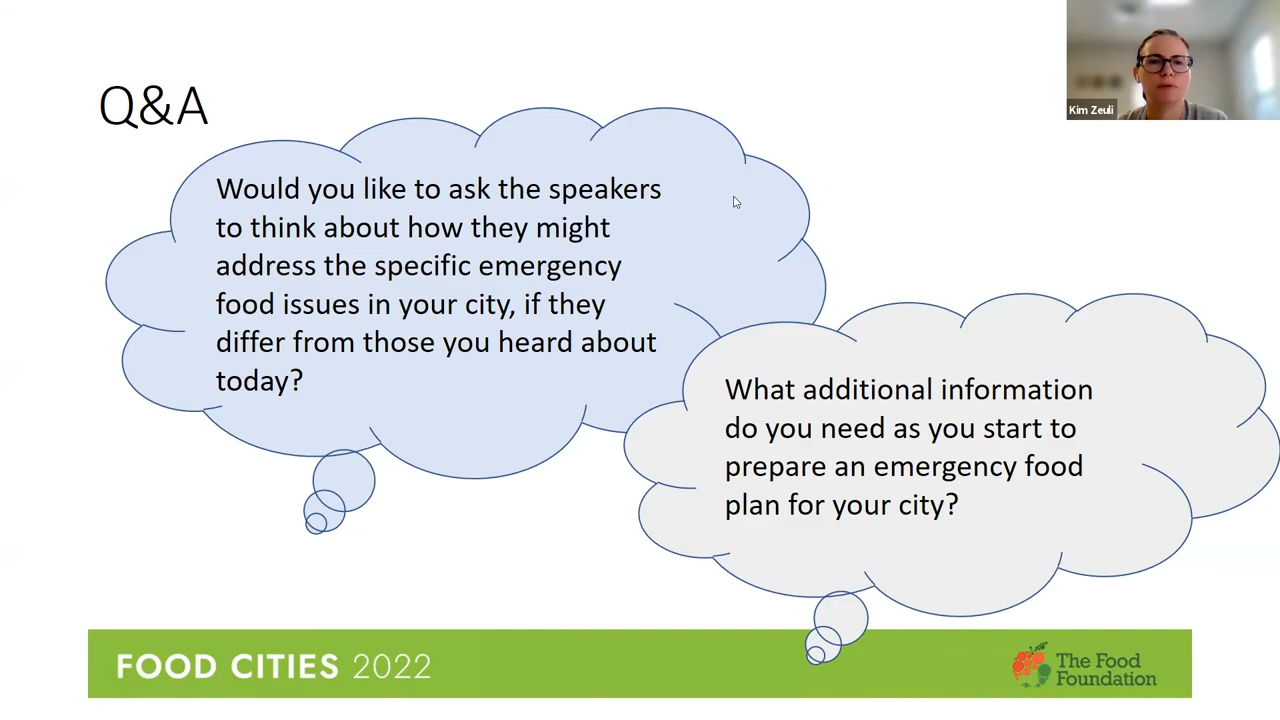 Kim Zeuli
Q&A
Would you like to ask the speakers
to think about how they might
address the specific emergency
food issues in your city, if they
differ from those you heard about
today?
What additional information
do you need as you start to
prepare an emergency food
plan for your city?
FOOD CITIES 2022
The Food
Foundation